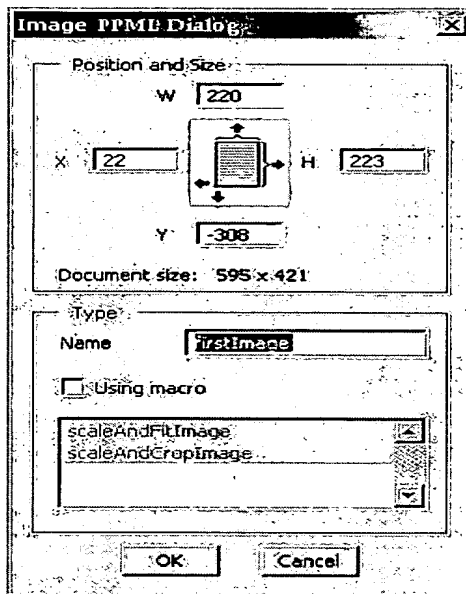 Image PPML Dialog
Position and Size
W 220
X 22 H 223
Y -308
Document size: 595 x 421
Type
Name firstImage
Using macro
scaleAndFitImage
scaleAndCropImage
OK Cancel